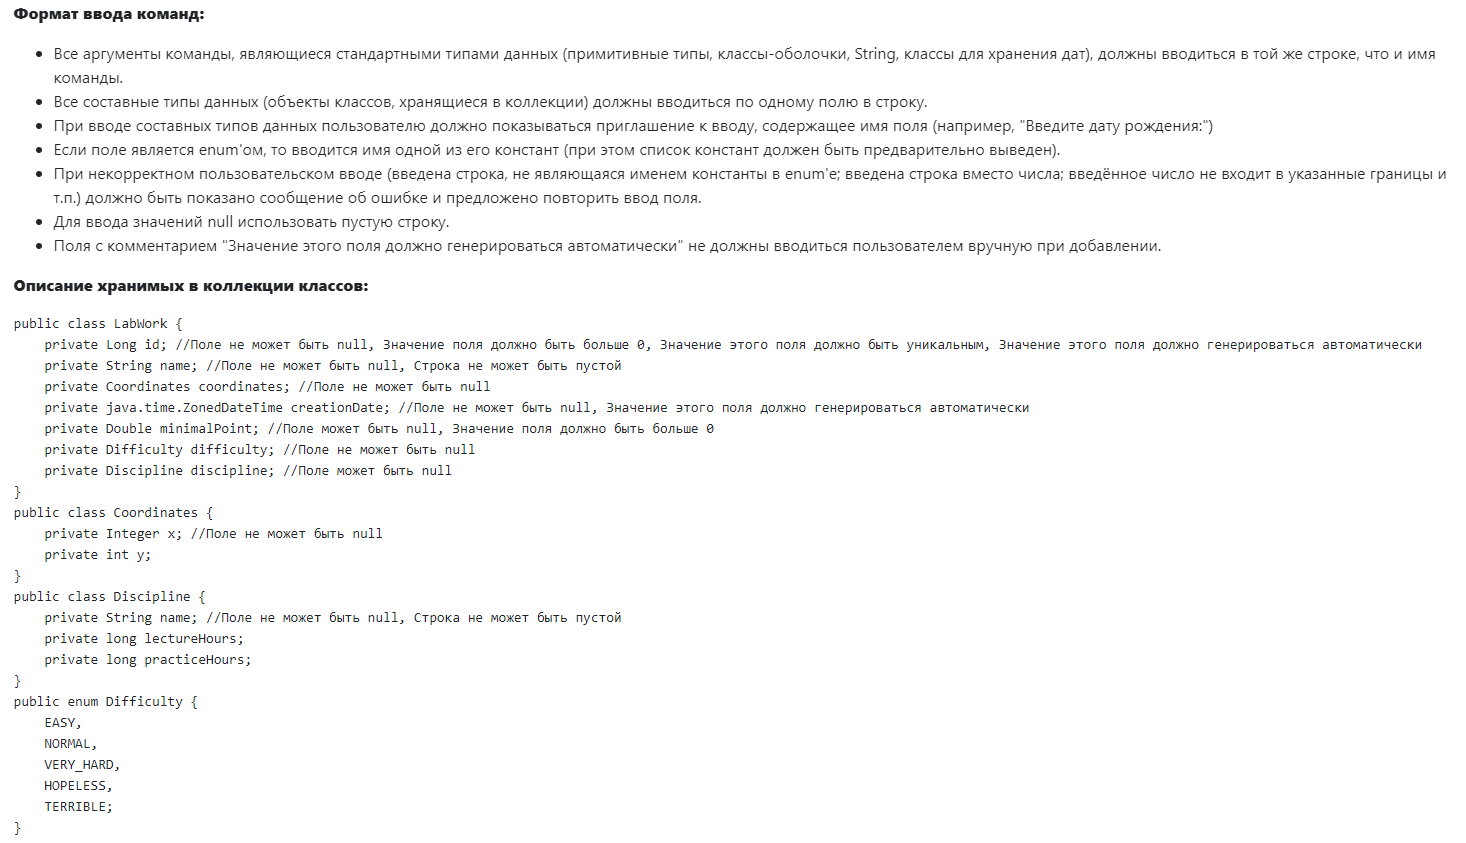 Формат ввода команд:
• Все аргументы команды, являющиеся стандартными типами данных (примитивные типы, классы-оболочки, String, классы для хранения дат), должны вводиться в той же строке, что и имя
команды.
• Все составные типы данных (объекты классов, хранящиеся в коллекции) должны вводиться по одному полю в строку.
• При вводе составных типов данных пользователю должно показываться приглашение к вводу, содержащее имя поля (например, "Введите дату рождения:")
• Если поле является enum'ом, то вводится имя одной из его констант (при этом список констант должен быть предварительно выведен).
• При некорректном пользовательском вводе (введена строка, не являющаяся именем константы в enum'е; введена строка вместо числа; введённое число не входит в указанные границы и
т.п.) должно быть показано сообщение об ошибке и предложено повторить ввод поля.
• Для ввода значений null использовать пустую строку.
• Поля с комментарием "Значение этого поля должно генерироваться автоматически" не должны вводиться пользователем вручную при добавлении.
Описание хранимых в коллекции классов:
public class LabWork {
    private Long id; //Поле не может быть null, Значение поля должно быть больше 0, Значение этого поля должно быть уникальным, Значение этого поля должно генерироваться автоматически
    private String name; //Поле не может быть null, Строка не может быть пустой
    private Coordinates coordinates; //Поле не может быть null
    private java.time.ZonedDateTime creationDate; //Поле не может быть null, Значение этого поля должно генерироваться автоматически
    private Double minimalPoint; //Поле может быть null, Значение поля должно быть больше 0
    private Difficulty difficulty; //Поле не может быть null
    private Discipline discipline; //Поле может быть null
}
public class Coordinates {
    private Integer x; //Поле не может быть null
    private int y;
}
public class Discipline {
    private String name; //Поле не может быть null, Строка не может быть пустой
    private long lectureHours;
    private long practiceHours;
}
public enum Difficulty {
    EASY,
    NORMAL,
    VERY_HARD,
    HOPELESS,
    TERRIBLE;
}